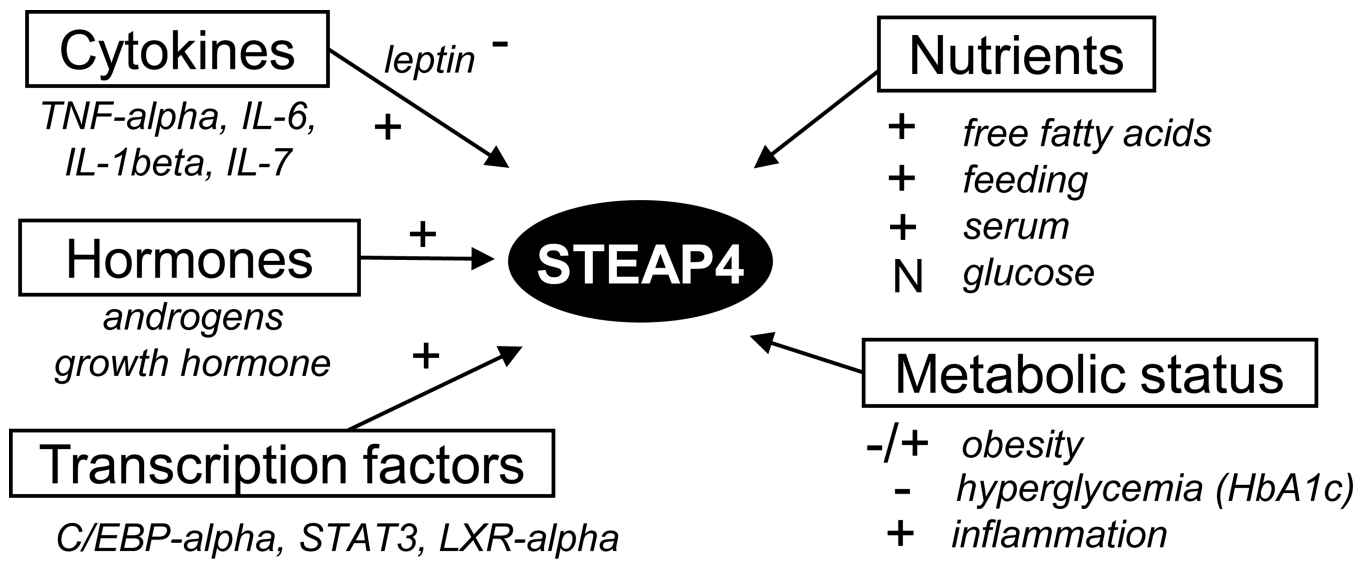 Cytokines
leptin -
TNF-alpha, IL-6,
+
IL-1beta, IL-7
Hormones
+
androgens
growth hormone
+
Transcription factors
C/EBP-alpha, STAT3, LXR-alpha
STEAP4
Nutrients
+ free fatty acids
+ feeding
+ serum
N glucose
Metabolic status
-/+ obesity
- hyperglycemia (HbA1c)
+ inflammation